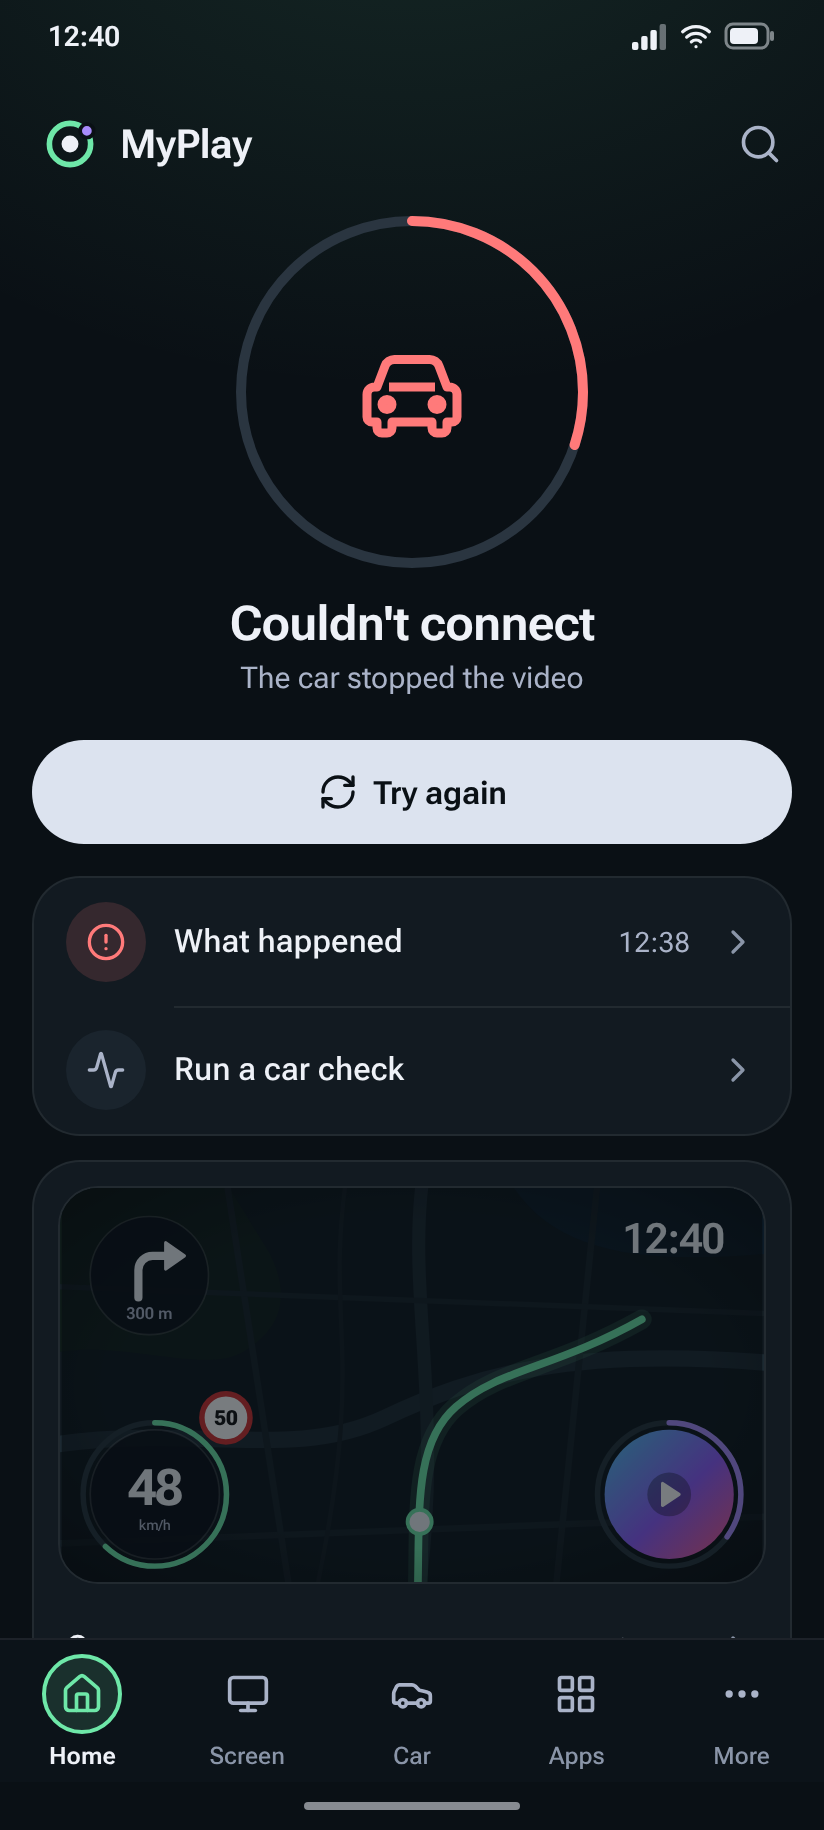 12:40
MyPlay
Couldn't connect
The car stopped the video
Try again
What happened 12:38
Run a car check
12:40
300 m
50
48
km/h
Home Screen Car Apps More